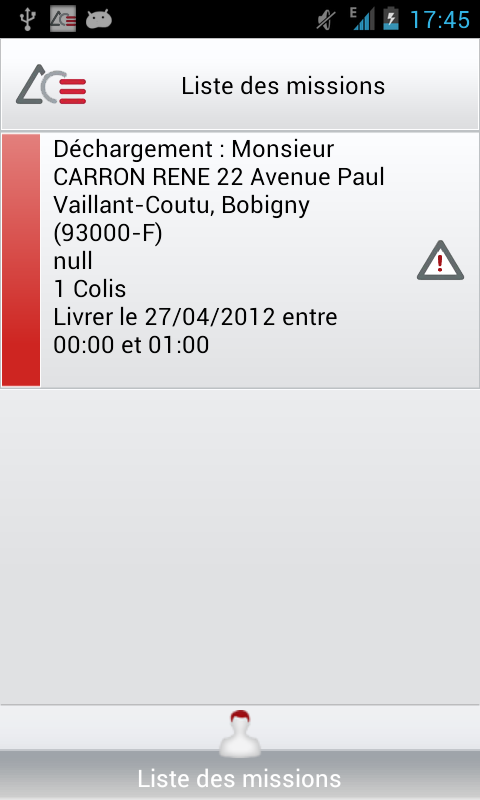 E 17:45
Liste des missions
Déchargement : Monsieur
CARRON RENE 22 Avenue Paul
Vaillant-Coutu, Bobigny
(93000-F)
null
1 Colis
Livrer le 27/04/2012 entre
00:00 et 01:00
Liste des missions